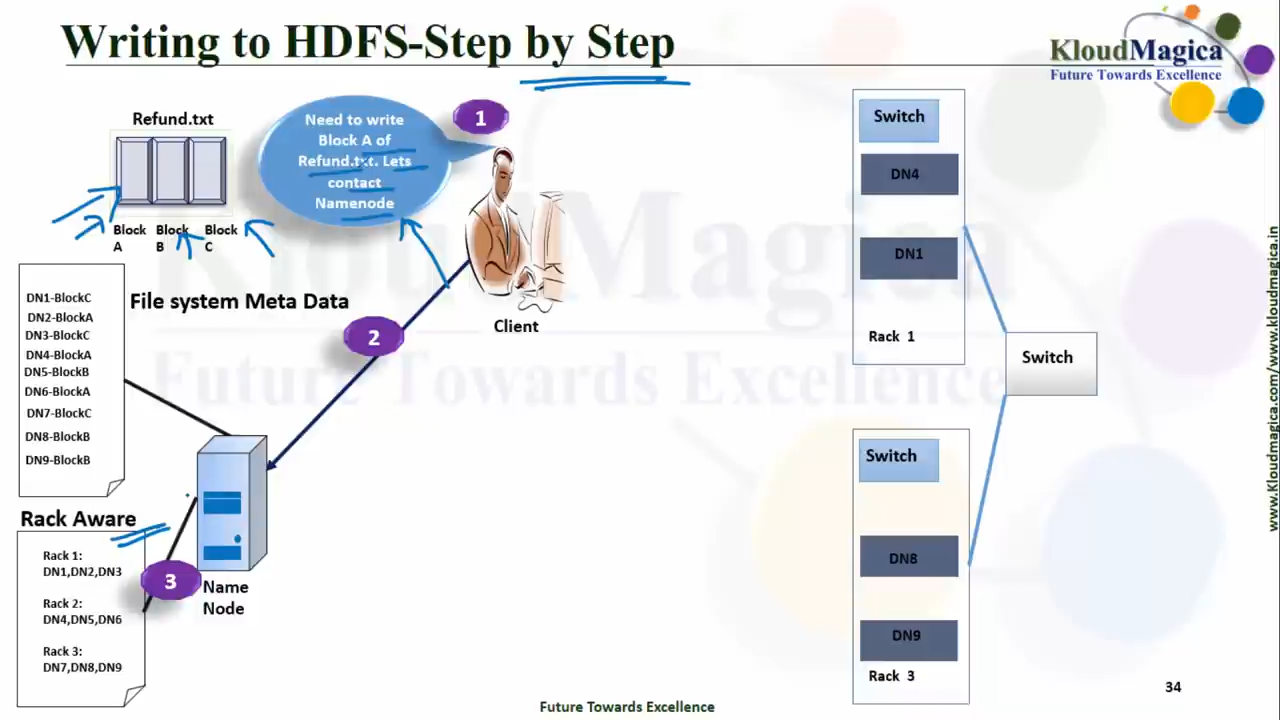 Writing to HDFS-Step by Step
KloudMagica
Future Towards Excellence
Refund.txt
Block A
Block B
Block C
Need to write
Block A of
Refund.txt. Lets
contact
Namenode
1
Client
2
File system Meta Data
DN1-BlockC
DN2-BlockA
DN3-BlockC
DN4-BlockA
DN5-BlockB
DN6-BlockA
DN7-BlockC
DN8-BlockB
DN9-BlockB
Rack Aware
Rack 1:
DN1,DN2,DN3
Rack 2:
DN4,DN5,DN6
Rack 3:
DN7,DN8,DN9
3
Name
Node
Switch
DN4
DN1
Rack 1
Switch
Switch
DN8
DN9
Rack 3
KloudMagica
Future Towards Excellence
www.Kloudmagica.com/www.kloudmagica.in
34
Future Towards Excellence